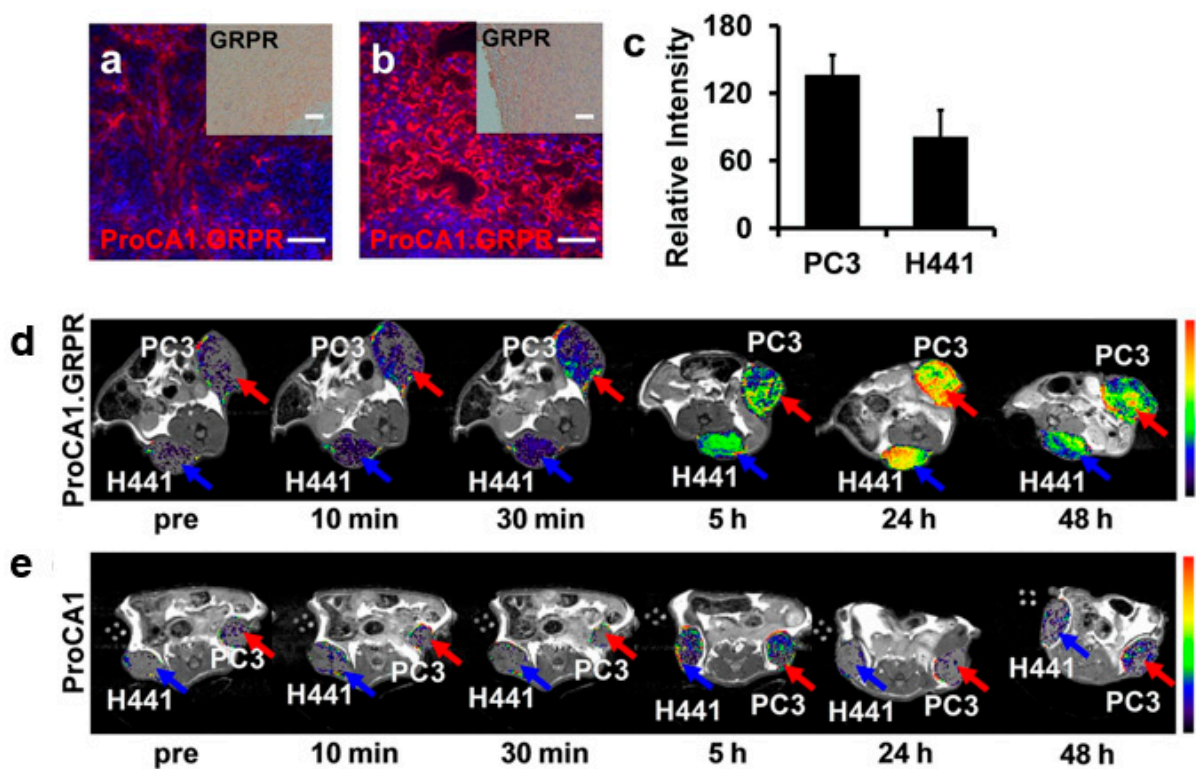 a
GRPR
ProCA1.GRPR
b
GRPR
ProCA1.GRPR
c
Relative Intensity
180
120
60
0
PC3
H441
d
ProCA1.GRPR
PC3
PC3
PC3
PC3
PC3
PC3
H441
H441
H441
H441
H441
H441
pre
10 min
30 min
5 h
24 h
48 h
e
ProCA1
PC3
PC3
PC3
PC3
PC3
PC3
H441
H441
H441
H441
H441
H441
pre
10 min
30 min
5 h
24 h
48 h